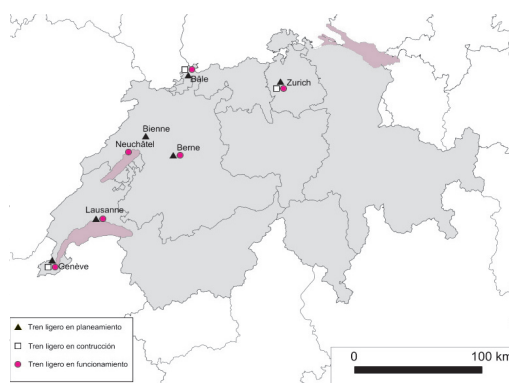 Bâle
Zurich
Bienne
Neuchâtel
Berne
Lausanne
Genève
Tren ligero en planeamiento
Tren ligero en contrucción
Tren ligero en funcionamiento
0 100 km